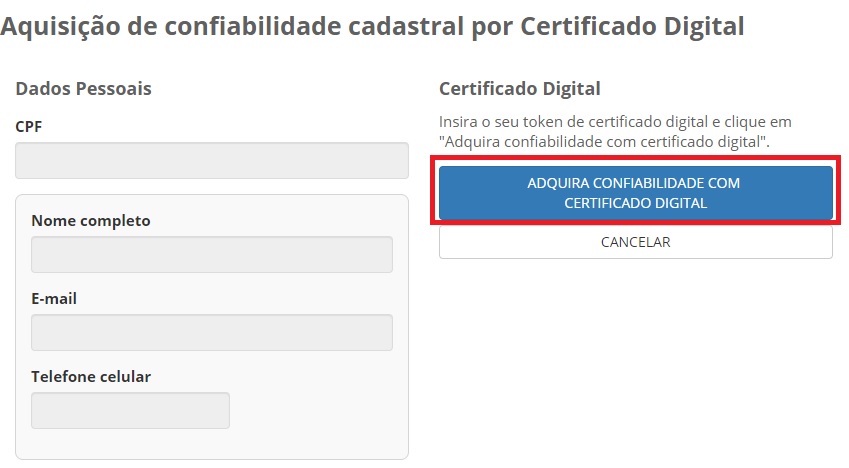 Aquisição de confiabilidade cadastral por Certificado Digital
Dados Pessoais
CPF
Nome completo
E-mail
Telefone celular
Certificado Digital
Insira o seu token de certificado digital e clique em
"Adquira confiabilidade com certificado digital".
ADQUIRA CONFIABILIDADE COM
CERTIFICADO DIGITAL
CANCELAR